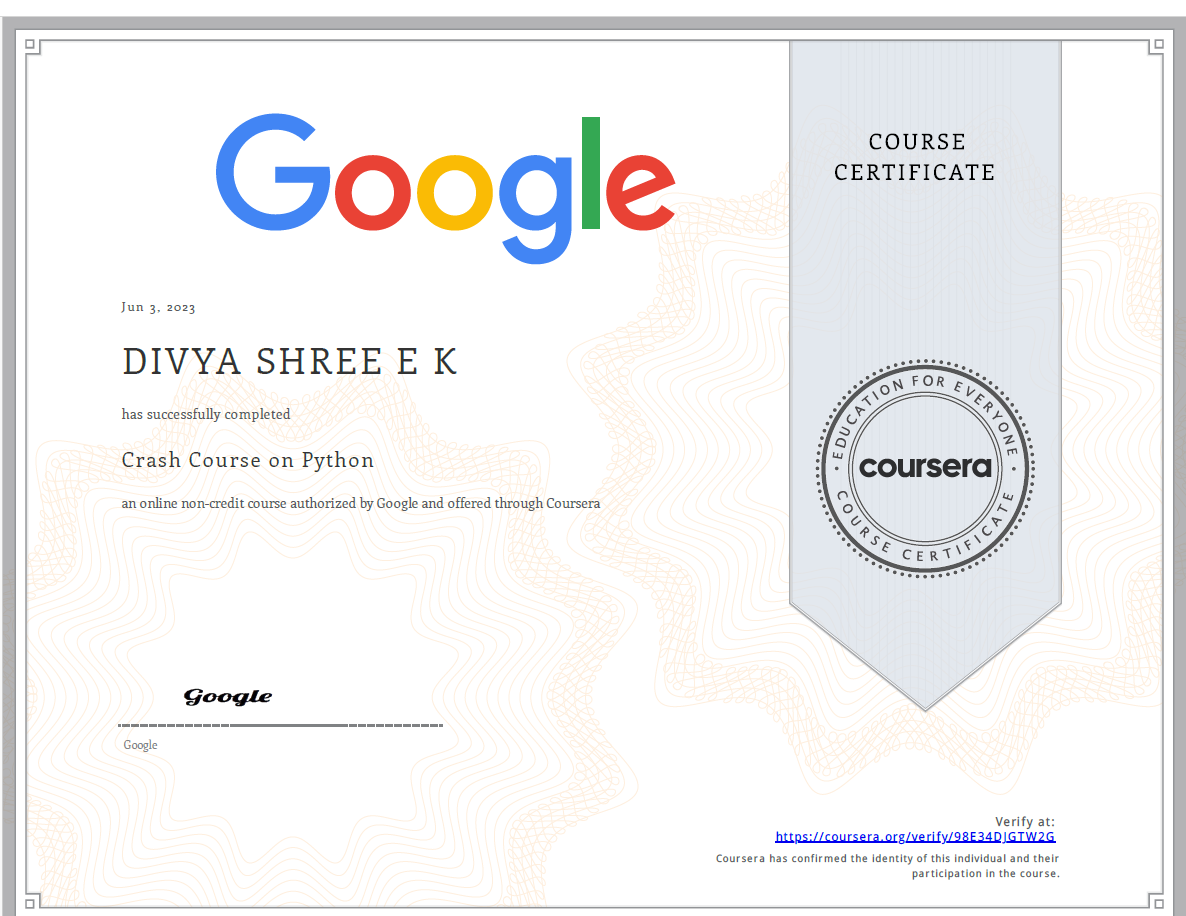 Google
COURSE
CERTIFICATE
Jun 3, 2023
DIVYA SHREE E K
has successfully completed
Crash Course on Python
an online non-credit course authorized by Google and offered through Coursera
EDUCATION FOR EVERYONE
coursera
COURSE CERTIFICATE
Google
Google
Verify at:
https://coursera.org/verify/98E34DJGTW2G
Coursera has confirmed the identity of this individual and their
participation in the course.